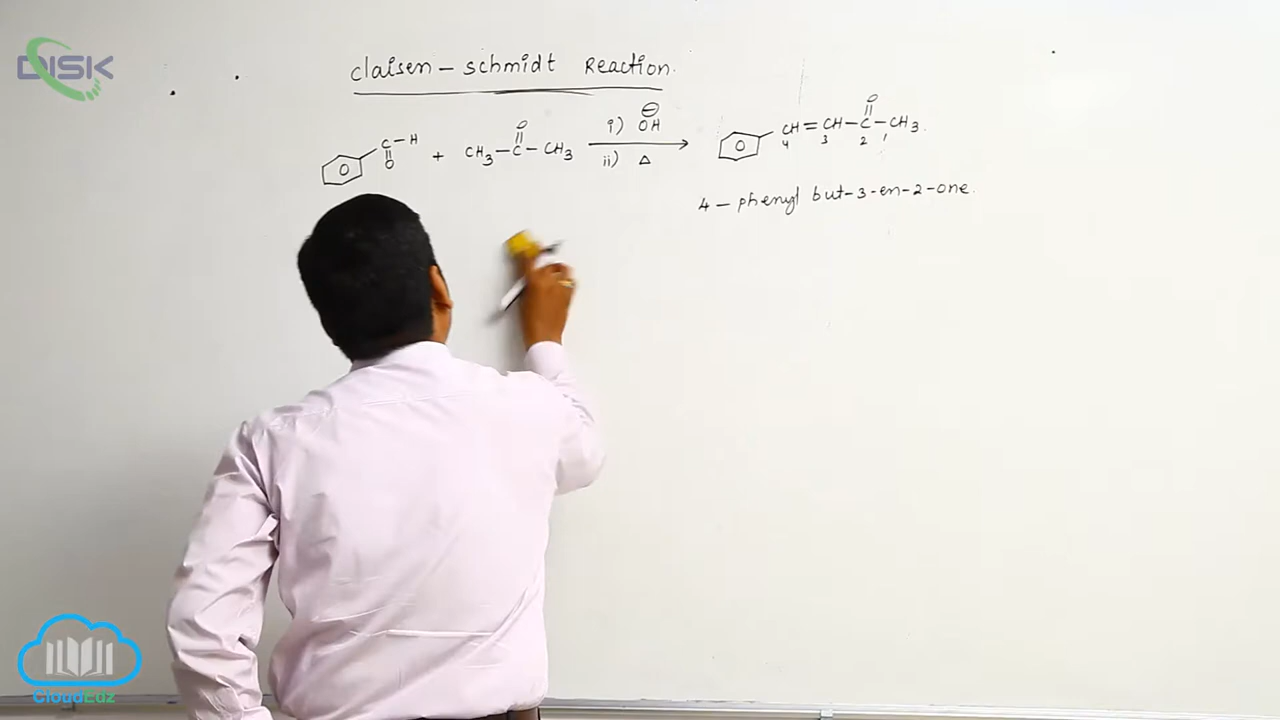 DISK
Claisen – Schmidt Reaction.
C – H
O
+ CH3 – C – CH3
O
i) OH⊖
ii) Δ
CH = CH – C – CH3.
O
4 3 2 1
4 – phenyl but-3-en-2-one.
CloudEdz